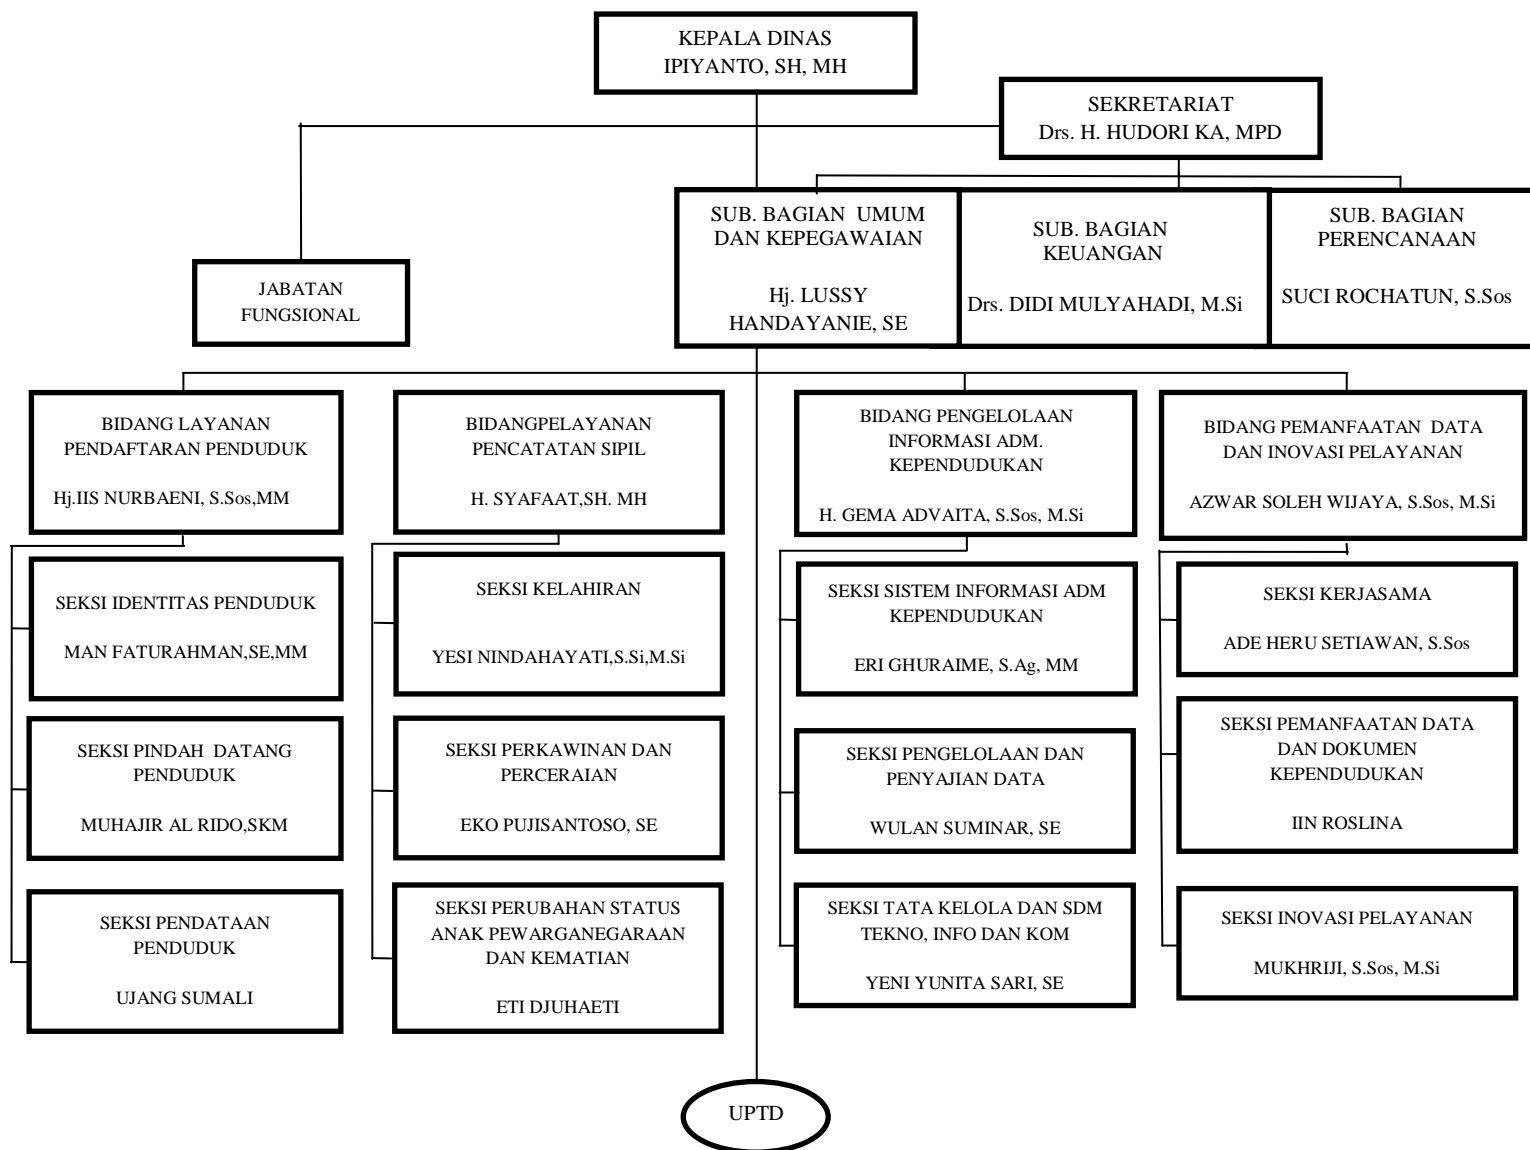 KEPALA DINAS
IPIYANTO, SH, MH
SEKRETARIAT
Drs. H. HUDORI KA, MPD
SUB. BAGIAN UMUM
DAN KEPEGAWAIAN
Hj. LUSSY
HANDAYANIE, SE
SUB. BAGIAN
KEUANGAN
Drs. DIDI MULYAHADI, M.Si
SUB. BAGIAN
PERENCANAAN
SUCI ROCHATUN, S.Sos
JABATAN
FUNGSIONAL
BIDANG LAYANAN
PENDAFTARAN PENDUDUK
Hj.IIS NURBAENI, S.Sos,MM
BIDANGPELAYANAN
PENCATATAN SIPIL
H. SYAFAAT,SH. MH
BIDANG PENGELOLAAN
INFORMASI ADM.
KEPENDUDUKAN
H. GEMA ADVAITA, S.Sos, M.Si
BIDANG PEMANFAATAN DATA
DAN INOVASI PELAYANAN
AZWAR SOLEH WIJAYA, S.Sos, M.Si
SEKSI IDENTITAS PENDUDUK
MAN FATURAHMAN,SE,MM
SEKSI KELAHIRAN
YESI NINDAHAYATI,S.Si,M.Si
SEKSI SISTEM INFORMASI ADM
KEPENDUDUKAN
ERI GHURAIME, S.Ag, MM
SEKSI KERJASAMA
ADE HERU SETIAWAN, S.Sos
SEKSI PINDAH DATANG
PENDUDUK
MUHAJIR AL RIDO,SKM
SEKSI PERKAWINAN DAN
PERCERAIAN
EKO PUJISANTOSO, SE
SEKSI PENGELOLAAN DAN
PENYAJIAN DATA
WULAN SUMINAR, SE
SEKSI PEMANFAATAN DATA
DAN DOKUMEN
KEPENDUDUKAN
IIN ROSLINA
SEKSI PENDATAAN
PENDUDUK
UJANG SUMALI
SEKSI PERUBAHAN STATUS
ANAK PEWARGANEGARAAN
DAN KEMATIAN
ETI DJUHAETI
SEKSI TATA KELOLA DAN SDM
TEKNO, INFO DAN KOM
YENI YUNITA SARI, SE
SEKSI INOVASI PELAYANAN
MUKHRIJI, S.Sos, M.Si
UPTD